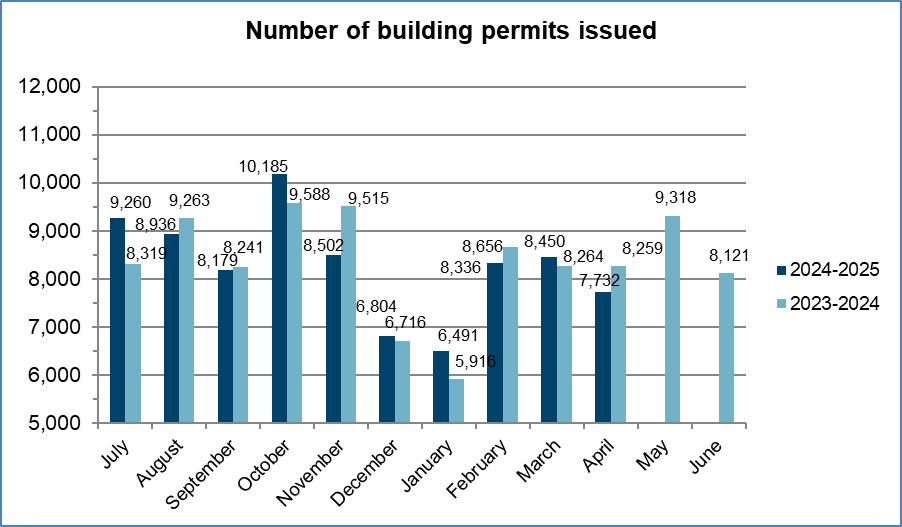 Number of building permits issued
12,000
11,000
10,000
9,000
8,000
7,000
6,000
5,000
9,260
8,319
8,936
9,263
8,179
8,241
10,185
9,588
8,502
9,515
6,804
6,716
6,491
5,916
8,336
8,656
8,450
8,264
7,732
8,259
9,318
8,121
July
August
September
October
November
December
January
February
March
April
May
June
2024-2025
2023-2024